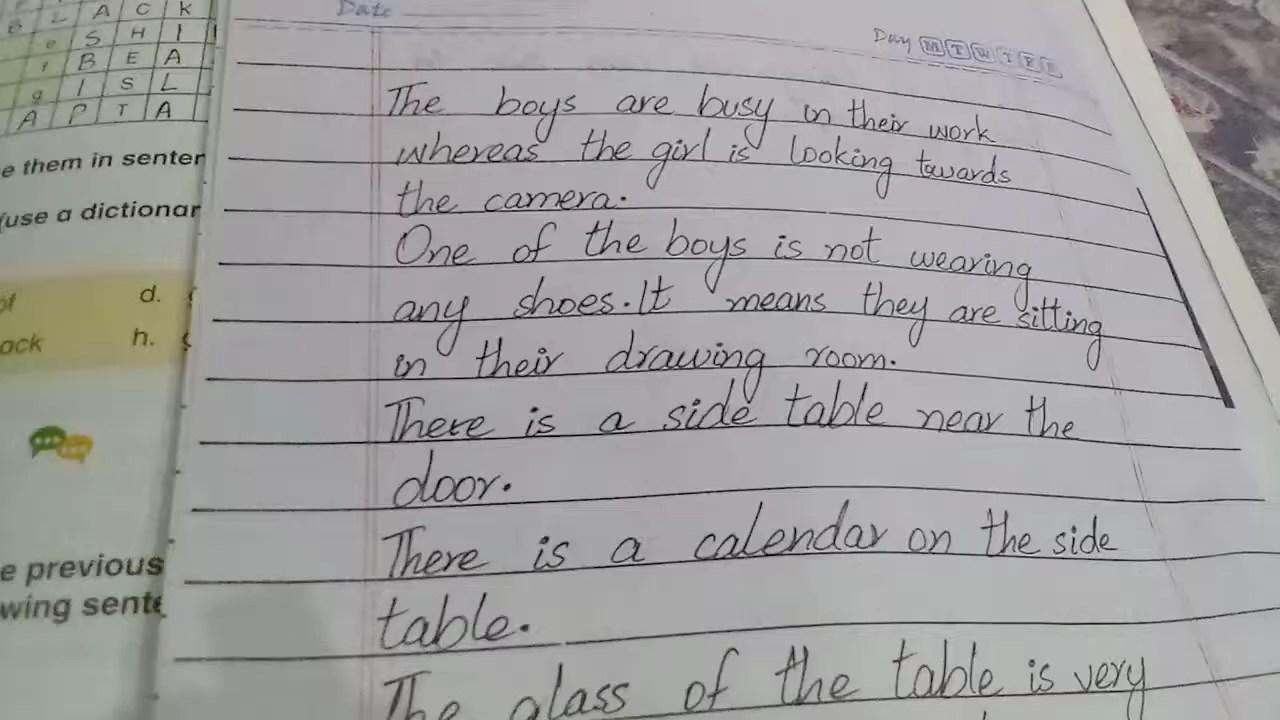 A C K
S H I
B E A
I S L
A P T A
e them in senten
(use a dictionar
of d.
ack h.
e previous
wing sente
Date
Day M T W T F S
The boys are busy in their work
whereas the girl is looking towards
the camera.
One of the boys is not wearing
any shoes. It means they are sitting
in their drawing room.
There is a side table near the
door.
There is a calendar on the side
table.
The glass of the table is very